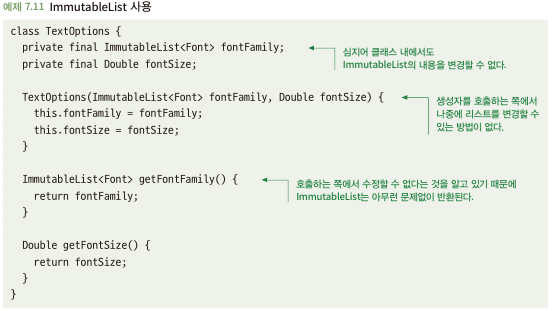 예제 7.11 ImmutableList 사용
class TextOptions {
private final ImmutableList<Font> fontFamily;
private final Double fontSize;
심지어 클래스 내에서도
ImmutableList의 내용을 변경할 수 없다.
TextOptions(ImmutableList<Font> fontFamily, Double fontSize) {
this.fontFamily = fontFamily;
this.fontSize = fontSize;
}
생성자를 호출하는 쪽에서
나중에 리스트를 변경할 수
있는 방법이 없다.
ImmutableList<Font> getFontFamily() {
return fontFamily;
}
호출하는 쪽에서 수정할 수 없다는 것을 알고 있기 때문에
ImmutableList는 아무런 문제없이 반환된다.
Double getFontSize() {
return fontSize;
}
}